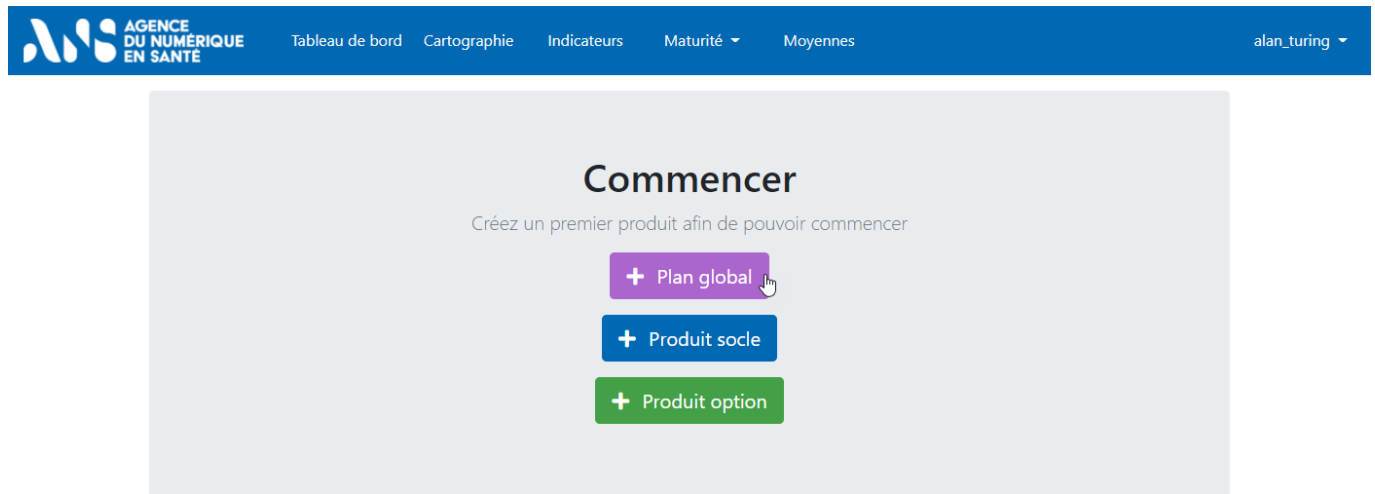 AGENCE
DU NUMÉRIQUE
EN SANTÉ
Tableau de bord Cartographie Indicateurs Maturité Moyennes alan_turing
Commencer
Créez un premier produit afin de pouvoir commencer
+ Plan global
+ Produit socle
+ Produit option